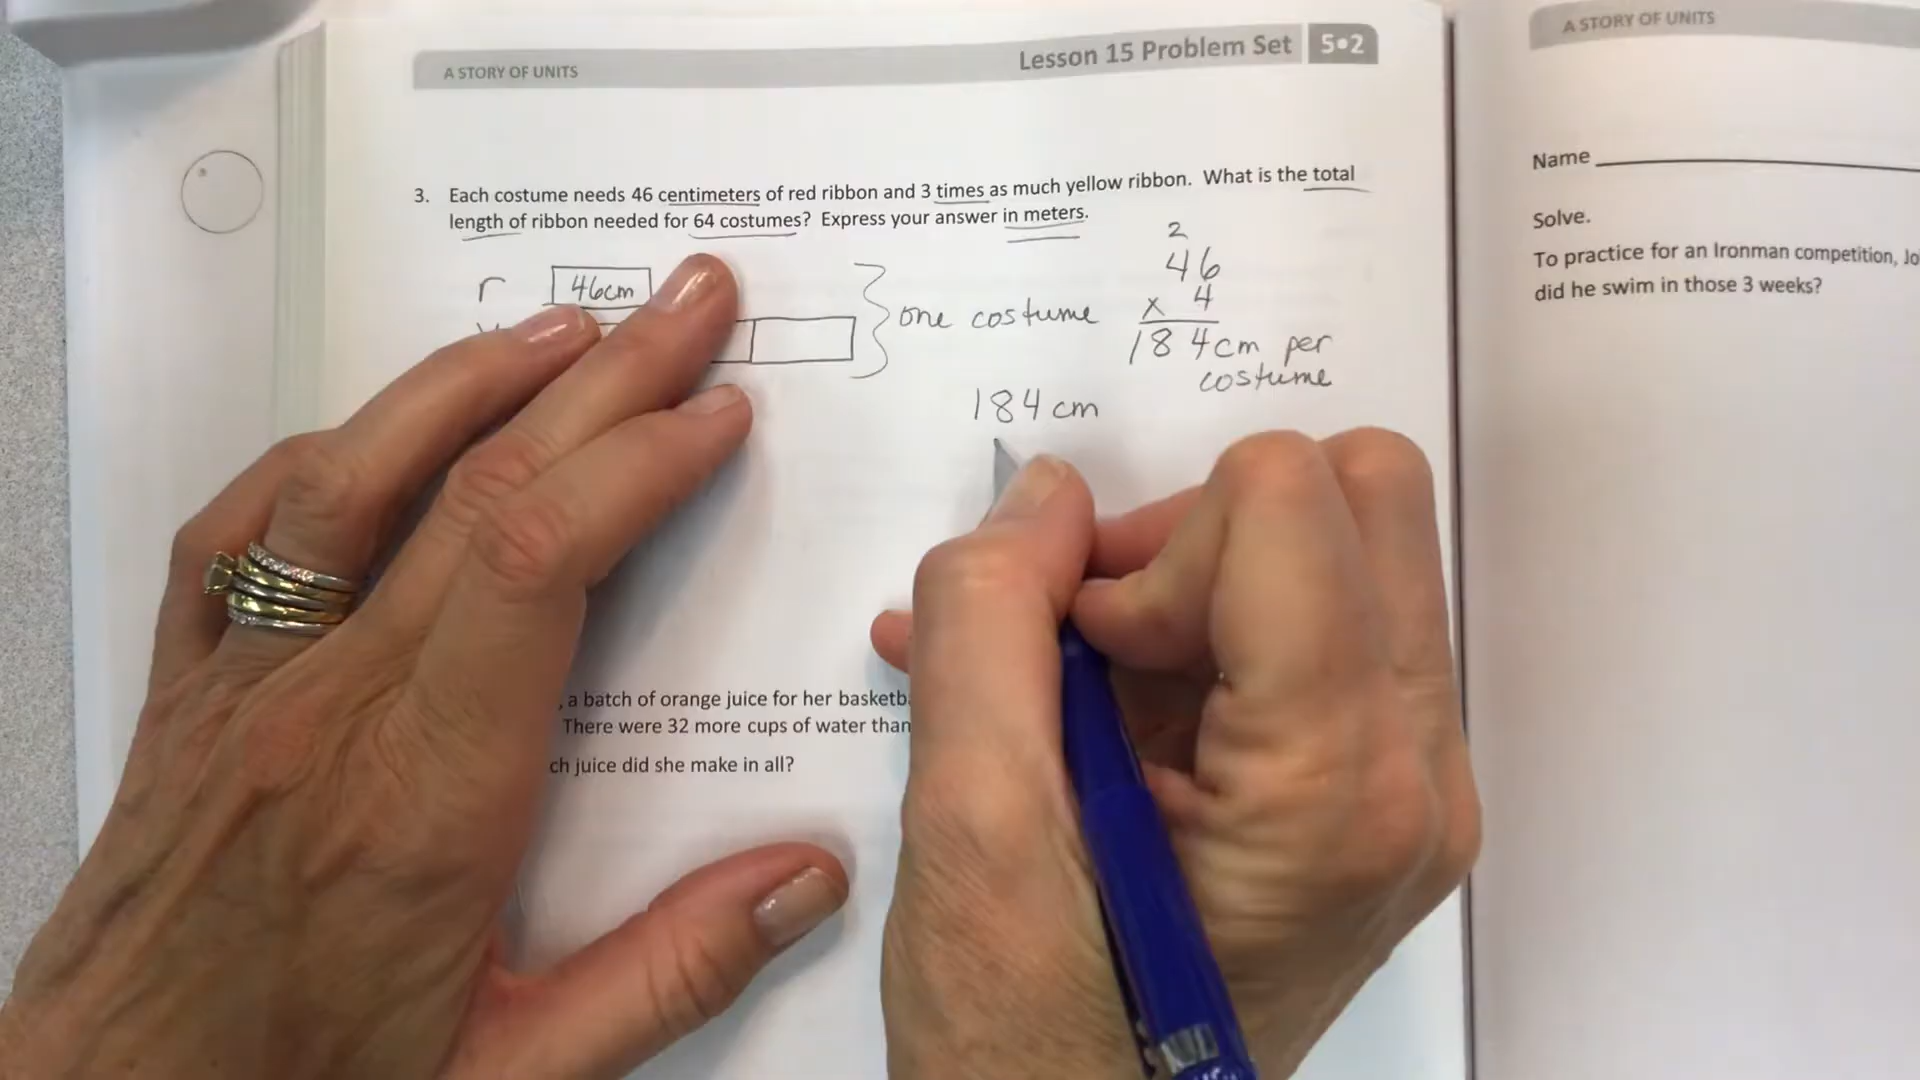 A STORY OF UNITS
Lesson 15 Problem Set 5•2
3. Each costume needs 46 centimeters of red ribbon and 3 times as much yellow ribbon. What is the total
length of ribbon needed for 64 costumes? Express your answer in meters.
r 46cm
one costume
2
46
x 4
184cm per
costume
184 cm
, a batch of orange juice for her
There were 32 more cups of water than
juice did she make in all?
A STORY OF UNITS
Name
Solve.
To practice for an Ironman competition,
did he swim in those 3 weeks?